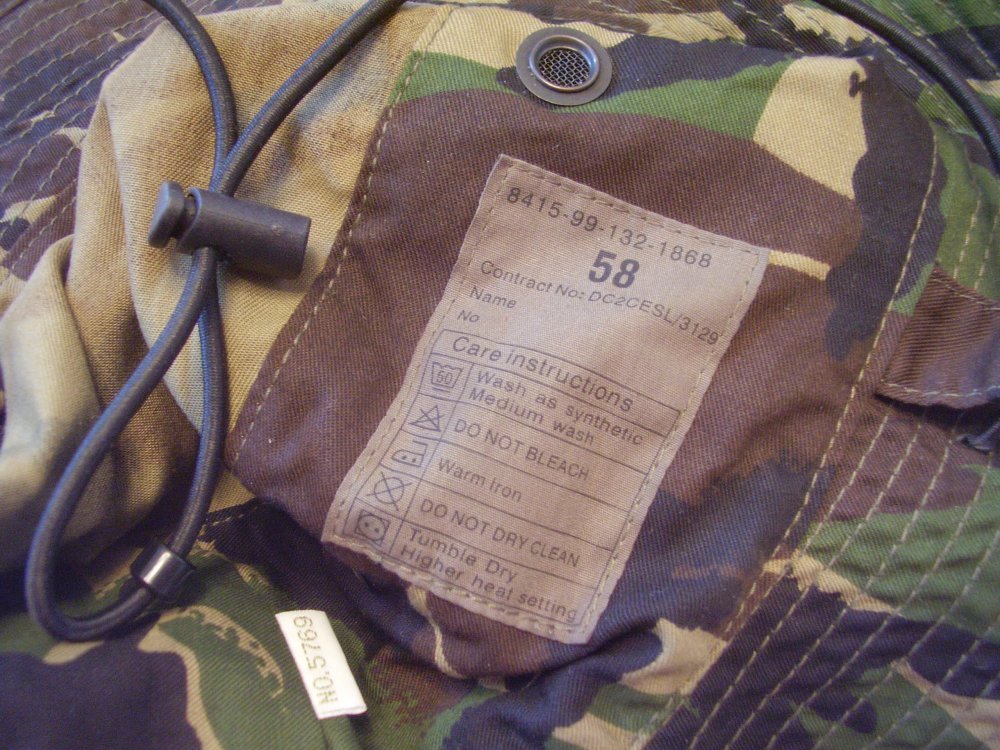 8415-99-132-1868
58
Contract No: DC2CESL/3129
Name
No
Care instructions
50
Wash as synthetic
Medium wash
DO NOT BLEACH
Warm Iron
DO NOT DRY CLEAN
Tumble Dry
Higher heat setting
NO.5769